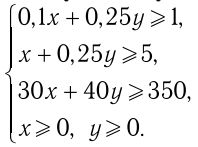 0,1x + 0,25y ⩾ 1,
x + 0,25y ⩾ 5,
30x + 40y ⩾ 350,
x ⩾ 0, y ⩾ 0.